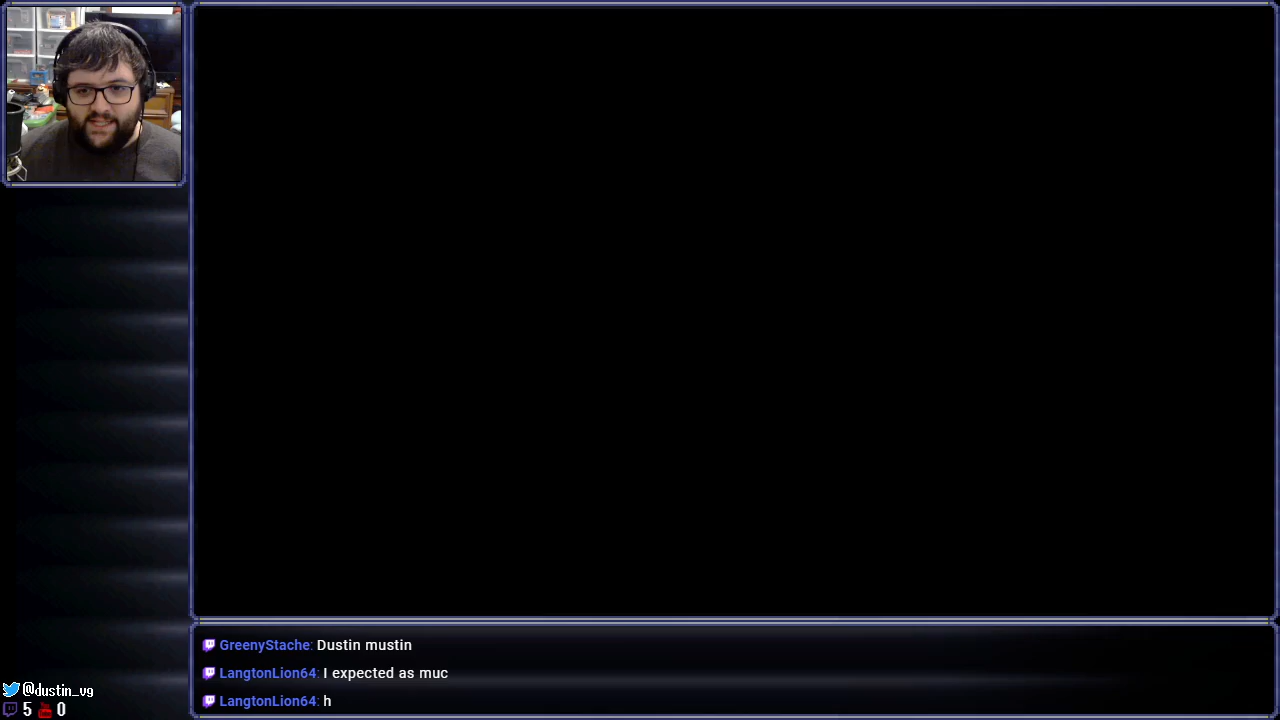 GreenyStache: Dustin mustin
LangtonLion64: I expected as muc
LangtonLion64: h
@dustin_vg
5 0